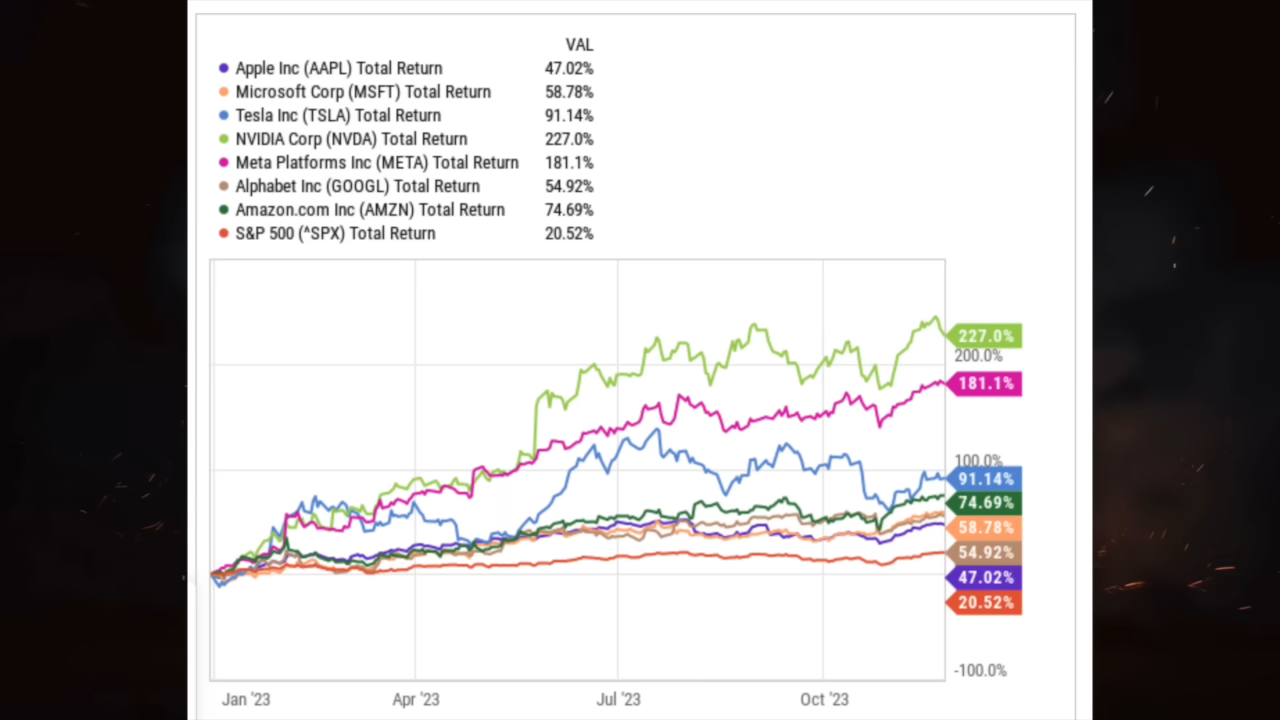 VAL
Apple Inc (AAPL) Total Return 47.02%
Microsoft Corp (MSFT) Total Return 58.78%
Tesla Inc (TSLA) Total Return 91.14%
NVIDIA Corp (NVDA) Total Return 227.0%
Meta Platforms Inc (META) Total Return 181.1%
Alphabet Inc (GOOGL) Total Return 54.92%
Amazon.com Inc (AMZN) Total Return 74.69%
S&P 500 (^SPX) Total Return 20.52%
227.0%
200.0%
181.1%
100.0%
91.14%
74.69%
58.78%
54.92%
47.02%
20.52%
-100.0%
Jan '23 Apr '23 Jul '23 Oct '23